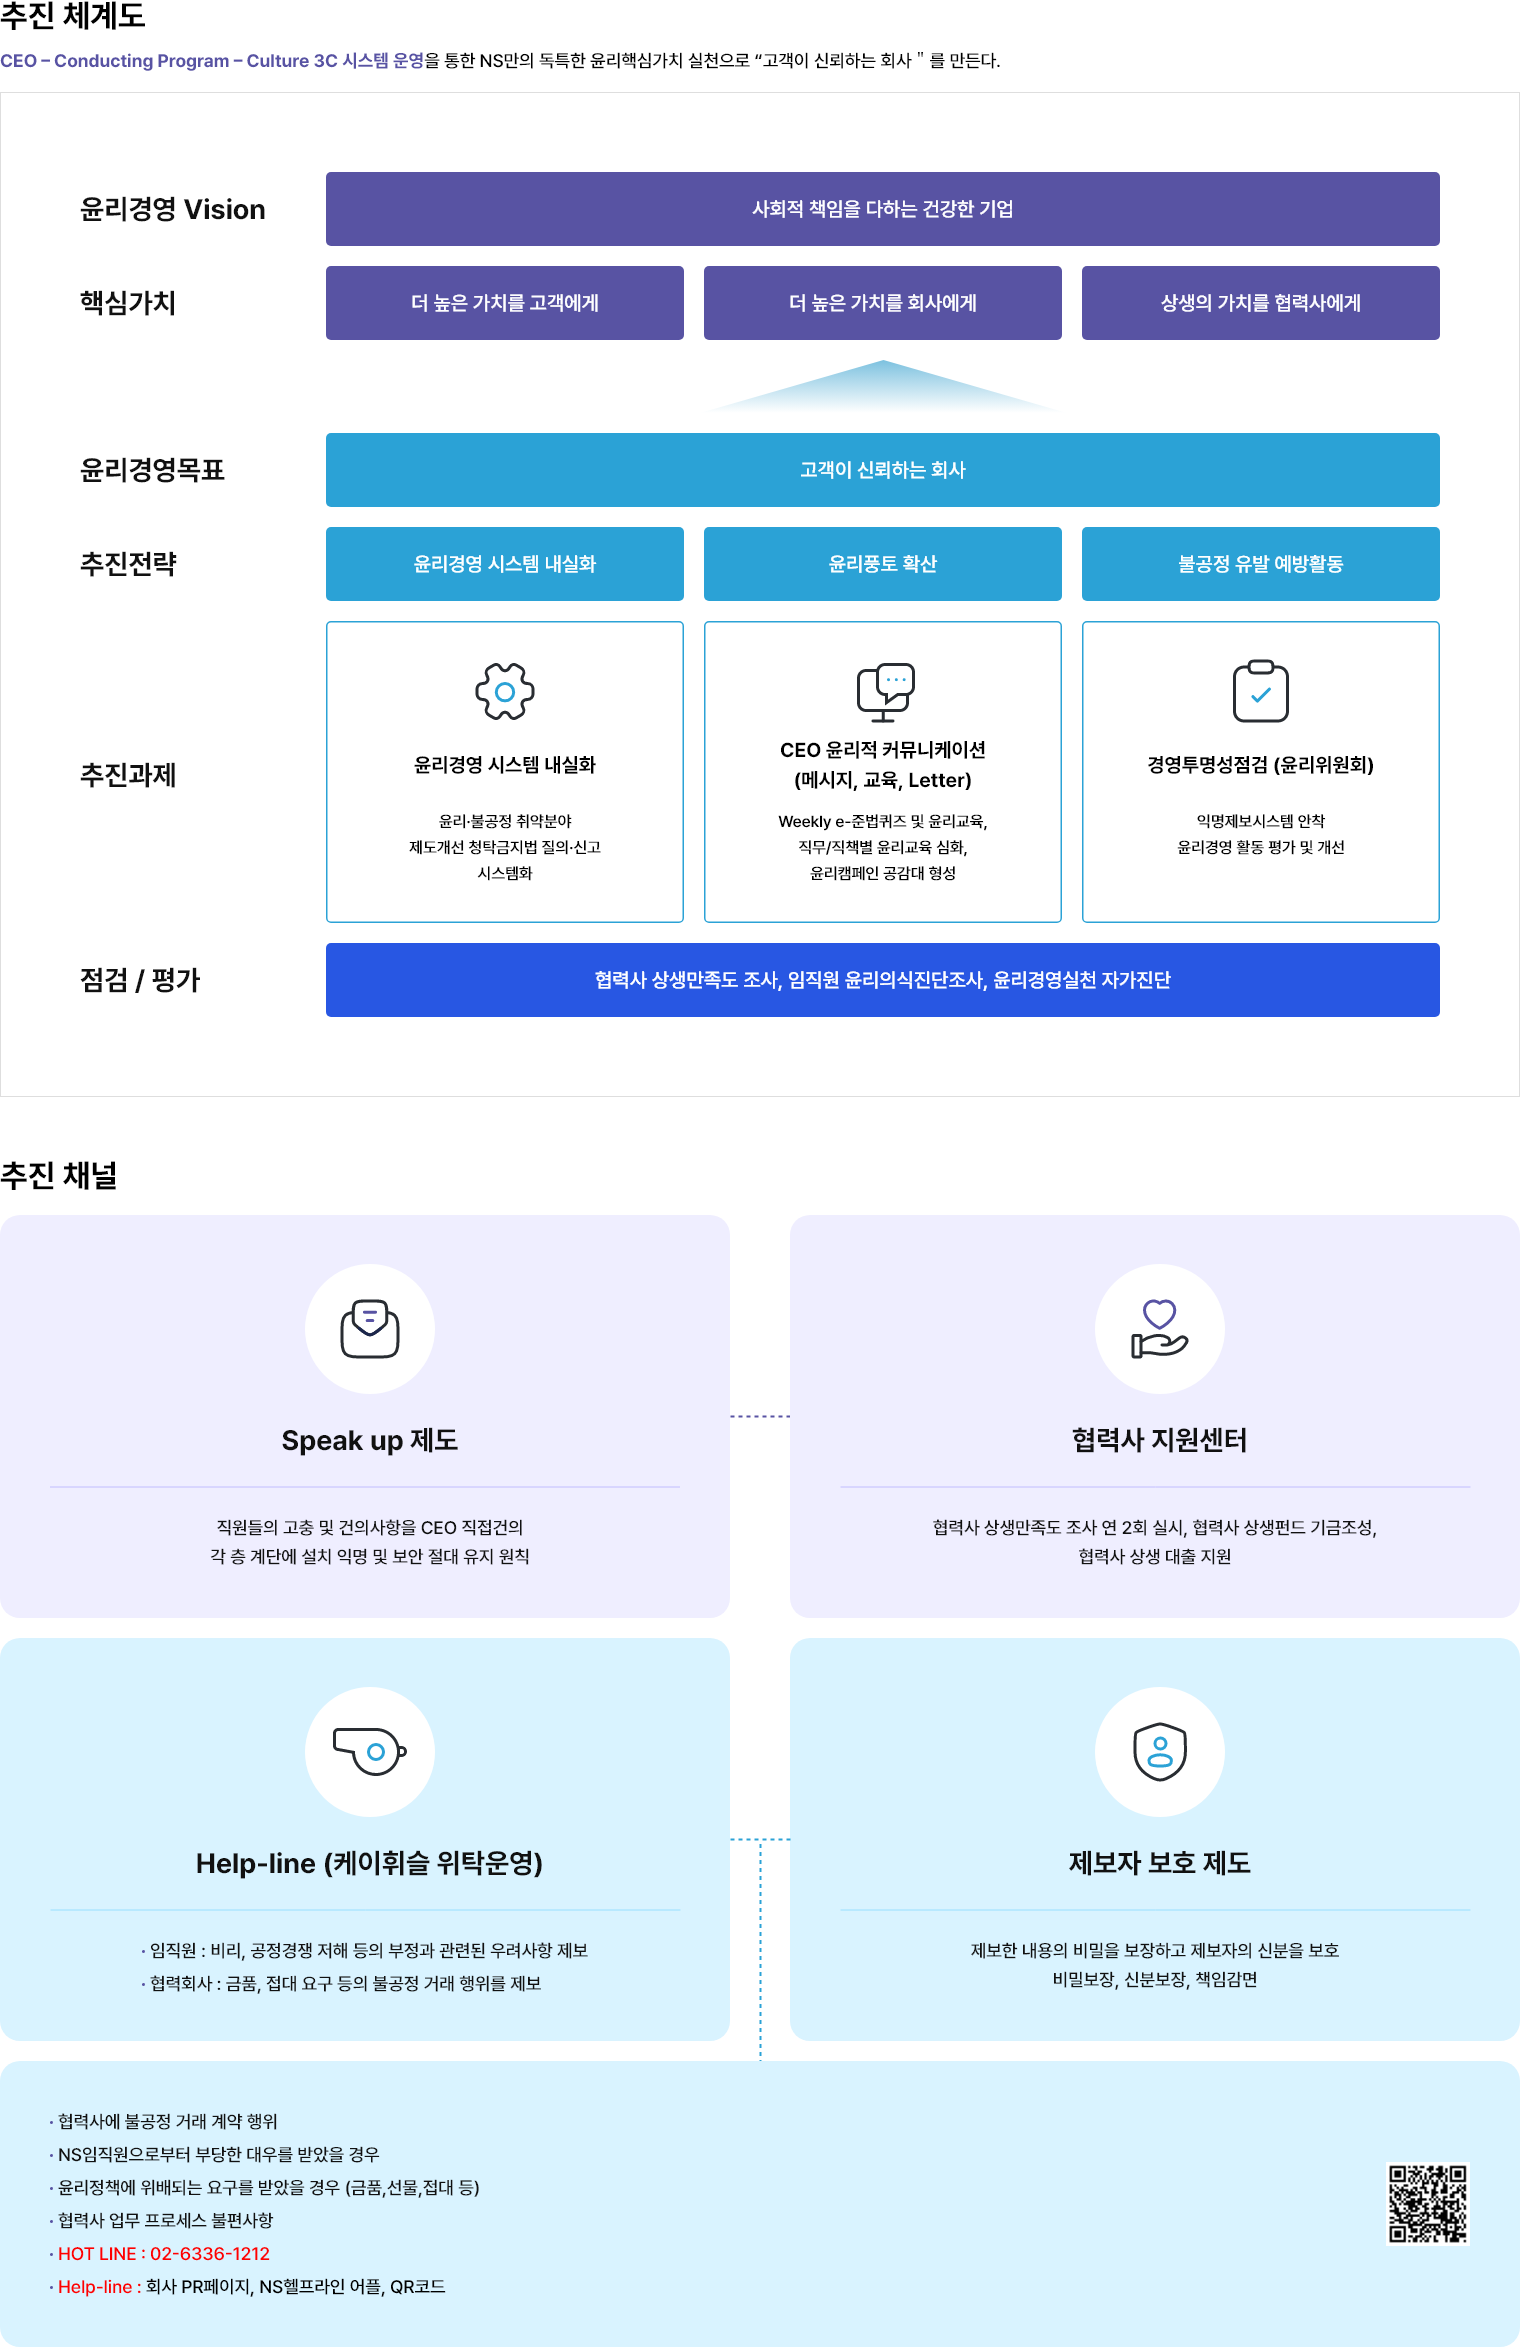 추진 체계도
CEO – Conducting Program – Culture 3C 시스템 운영을 통한 NS만의 독특한 윤리핵심가치 실천으로 “고객이 신뢰하는 회사 " 를 만든다.
윤리경영 Vision
사회적 책임을 다하는 건강한 기업
핵심가치
더 높은 가치를 고객에게
더 높은 가치를 회사에게
상생의 가치를 협력사에게
윤리경영목표
고객이 신뢰하는 회사
추진전략
윤리경영 시스템 내실화
윤리풍토 확산
불공정 유발 예방활동
추진과제
윤리경영 시스템 내실화
윤리·불공정 취약분야
제도개선 청탁금지법 질의·신고
시스템화
CEO 윤리적 커뮤니케이션
(메시지, 교육, Letter)
Weekly e-준법퀴즈 및 윤리교육,
직무/직책별 윤리교육 심화,
윤리캠페인 공감대 형성
경영투명성점검 (윤리위원회)
익명제보시스템 안착
윤리경영 활동 평가 및 개선
점검 / 평가
협력사 상생만족도 조사, 임직원 윤리의식진단조사, 윤리경영실천 자가진단
추진 채널
Speak up 제도
직원들의 고충 및 건의사항을 CEO 직접건의
각 층 계단에 설치 익명 및 보안 절대 유지 원칙
협력사 지원센터
협력사 상생만족도 조사 연 2회 실시, 협력사 상생펀드 기금조성,
협력사 상생 대출 지원
Help-line (케이휘슬 위탁운영)
· 임직원 : 비리, 공정경쟁 저해 등의 부정과 관련된 우려사항 제보
· 협력회사 : 금품, 접대 요구 등의 불공정 거래 행위를 제보
제보자 보호 제도
제보한 내용의 비밀을 보장하고 제보자의 신분을 보호
비밀보장, 신분보장, 책임감면
· 협력사에 불공정 거래 계약 행위
· NS임직원으로부터 부당한 대우를 받았을 경우
· 윤리정책에 위배되는 요구를 받았을 경우 (금품,선물,접대 등)
· 협력사 업무 프로세스 불편사항
· HOT LINE : 02-6336-1212
· Help-line : 회사 PR페이지, NS헬프라인 어플, QR코드